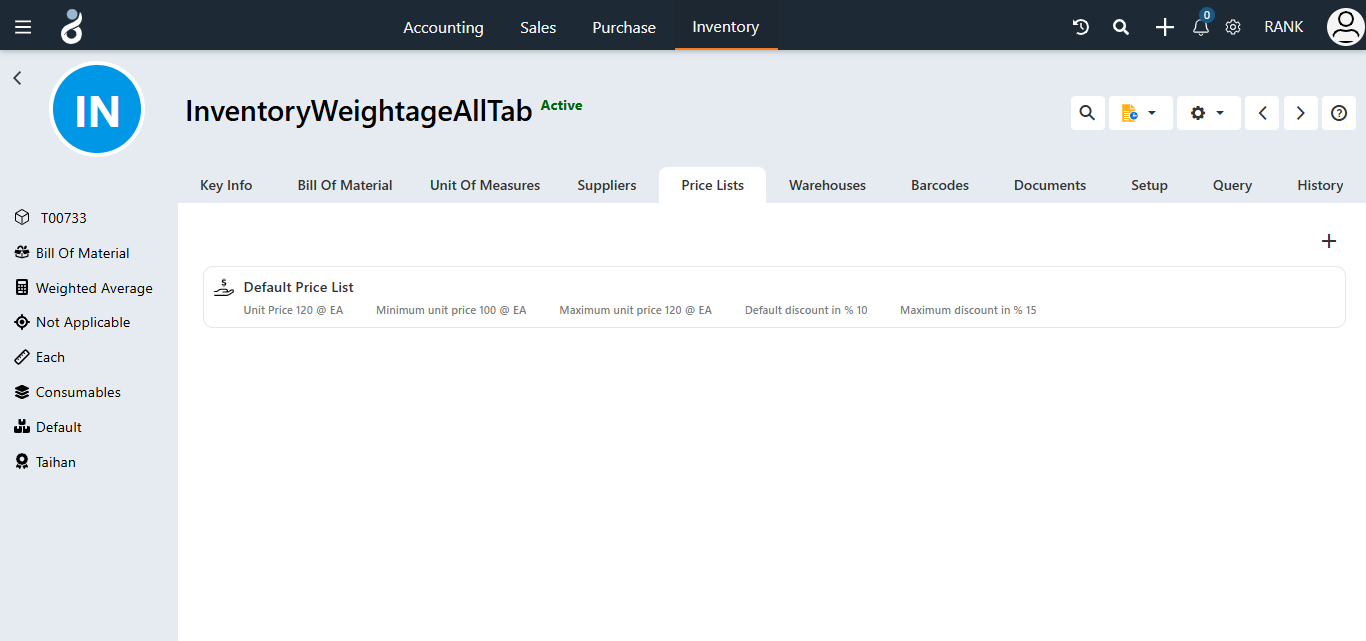 Accounting Sales Purchase Inventory 0 RANK
IN
InventoryWeightageAllTab Active
Key Info Bill Of Material Unit Of Measures Suppliers Price Lists Warehouses Barcodes Documents Setup Query History
T00733
Bill Of Material
Weighted Average
Not Applicable
Each
Consumables
Default
Taihan
Default Price List
Unit Price 120 @ EA Minimum unit price 100 @ EA Maximum unit price 120 @ EA Default discount in % 10 Maximum discount in % 15